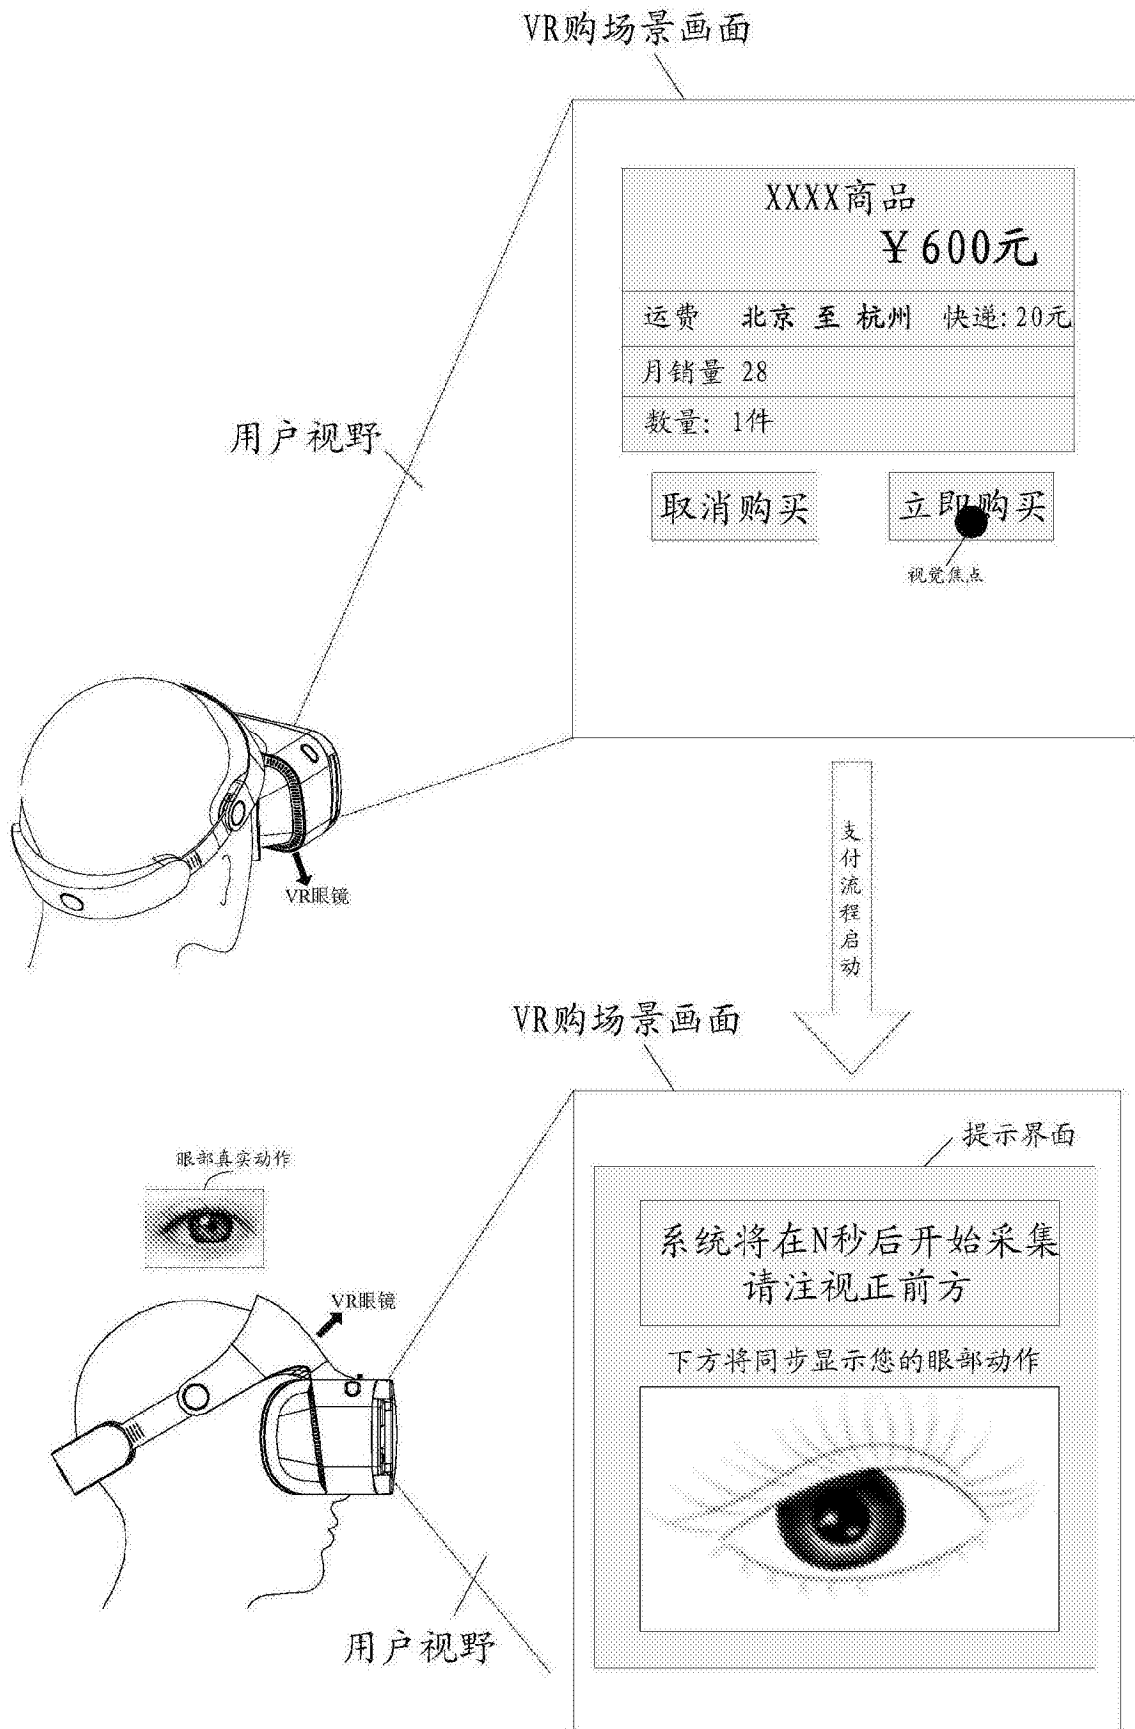 VR购场景画面
XXXX商品
￥600元
运费 北京 至 杭州 快递:20元
月销量 28
数量: 1件
用户视野
取消购买
立即购买
视觉焦点
VR眼镜
支付流程启动
VR购场景画面
提示界面
眼部真实动作
系统将在N秒后开始采集
请注视正前方
VR眼镜
下方将同步显示您的眼部动作
用户视野